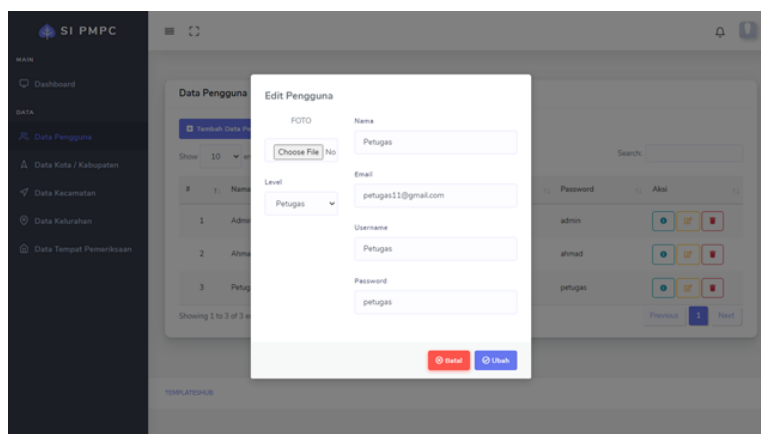 SI PMPC
MAIN
Dashboard
DATA
Data Pengguna
Data Kota / Kabupaten
Data Kecamatan
Data Kelurahan
Data Tempat Pemeriksaan
Data Pengguna
Tambah Data Pe
Show 10 en
Search:
# Nama Password Aksi
1 Admi admin
2 Ahma ahmad
3 Petug petugas
Showing 1 to 3 of 3 e
Previous 1 Next
TEMPLATESHUB
Edit Pengguna
FOTO
Choose File No
Level
Petugas
Nama
Petugas
Email
petugas11@gmail.com
Username
Petugas
Password
petugas
Batal Ubah